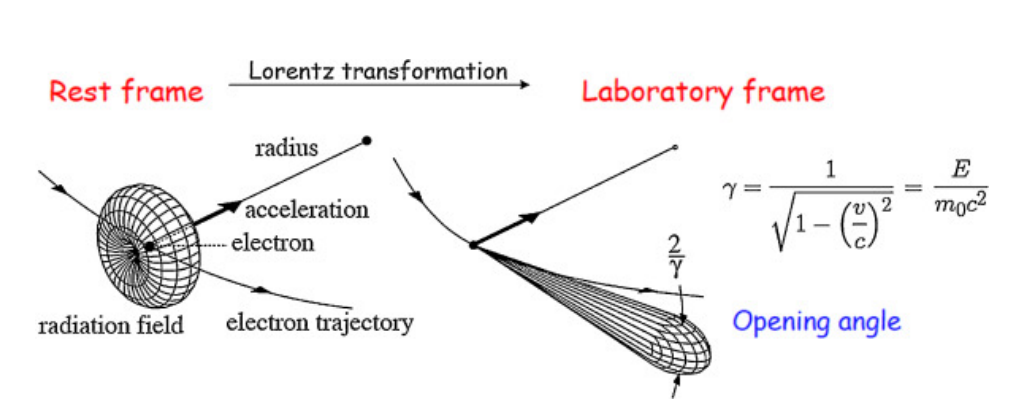 Lorentz transformation
Rest frame
Laboratory frame
radius
acceleration
electron
radiation field
electron trajectory
2/γ
γ = 1/√(1 − (v/c)²) = E/(m₀c²)
Opening angle